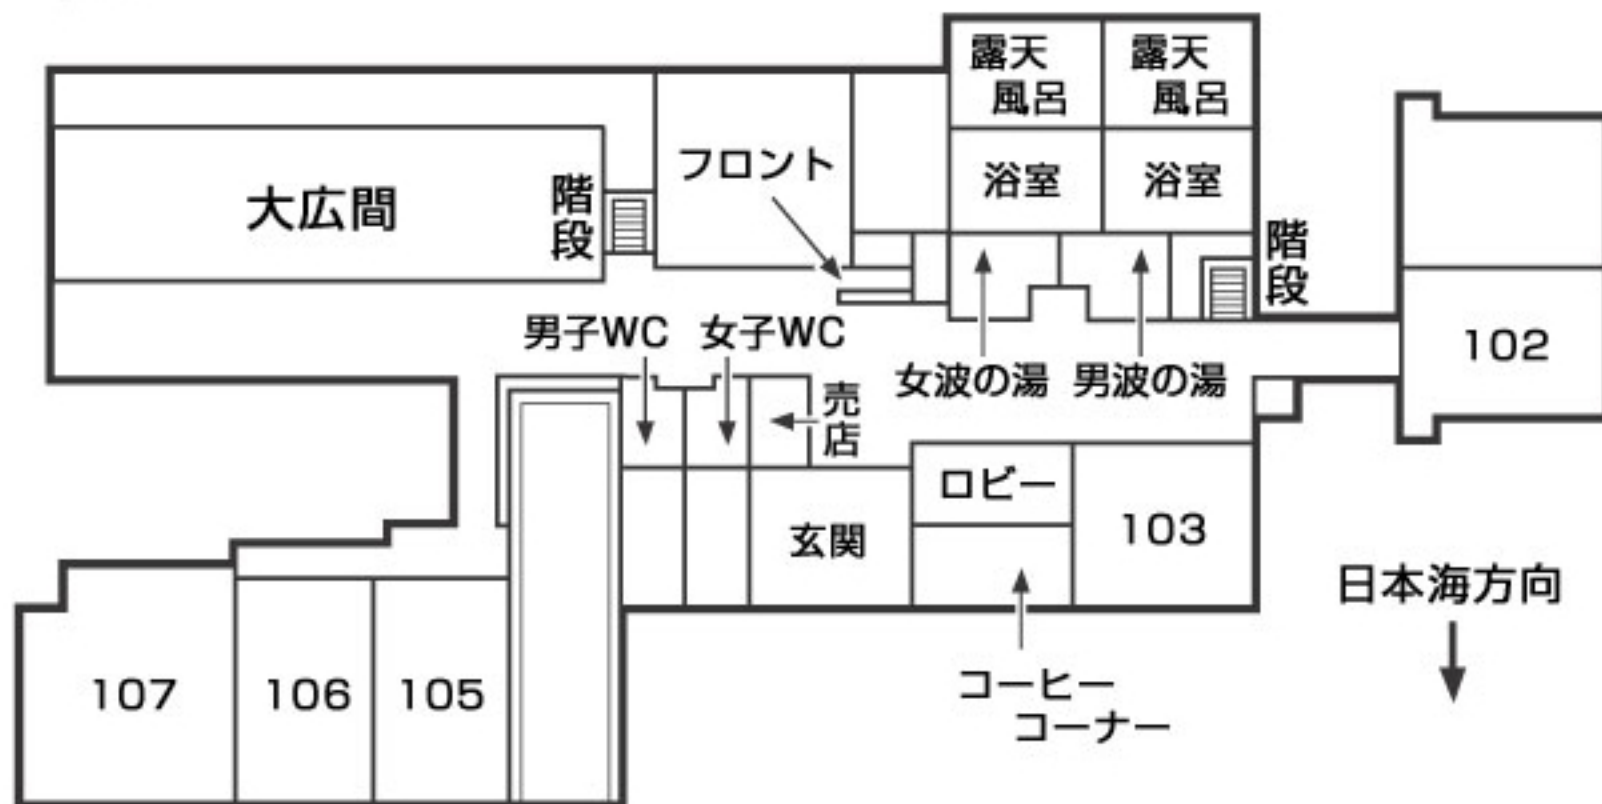 露天
風呂
露天
風呂
フロント
浴室
浴室
大広間
階段
階段
男子WC
女子WC
女波の湯
男波の湯
102
売店
ロビー
103
玄関
日本海方向
107
106
105
コーヒー
コーナー